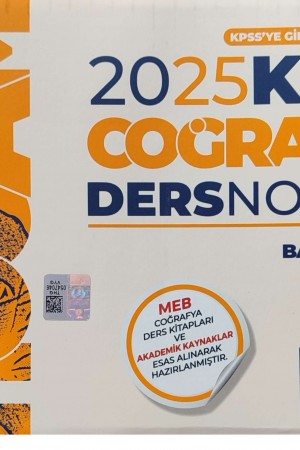 KPSS'YE Gİ
2025K
COĞRA
DERSNO
BA
MEB
COĞRAFYA
DERS KİTAPLARI
VE
AKADEMİK KAYNAKLAR
ESAS ALINARAK
HAZIRLANMIŞTIR.